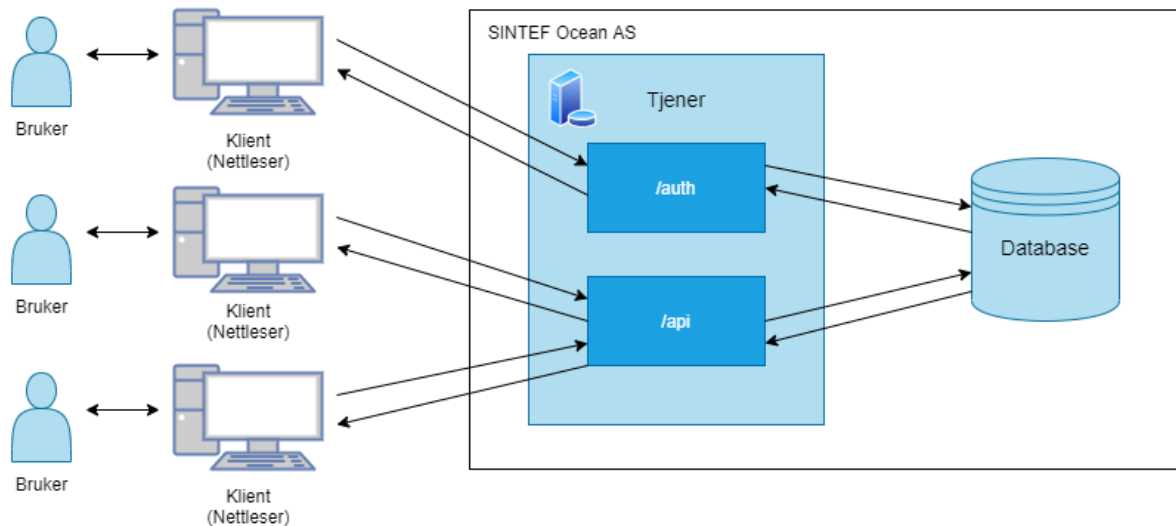 SINTEF Ocean AS
Tjener
Bruker
Klient
(Nettleser)
/auth
Bruker
Klient
(Nettleser)
Database
/api
Bruker
Klient
(Nettleser)